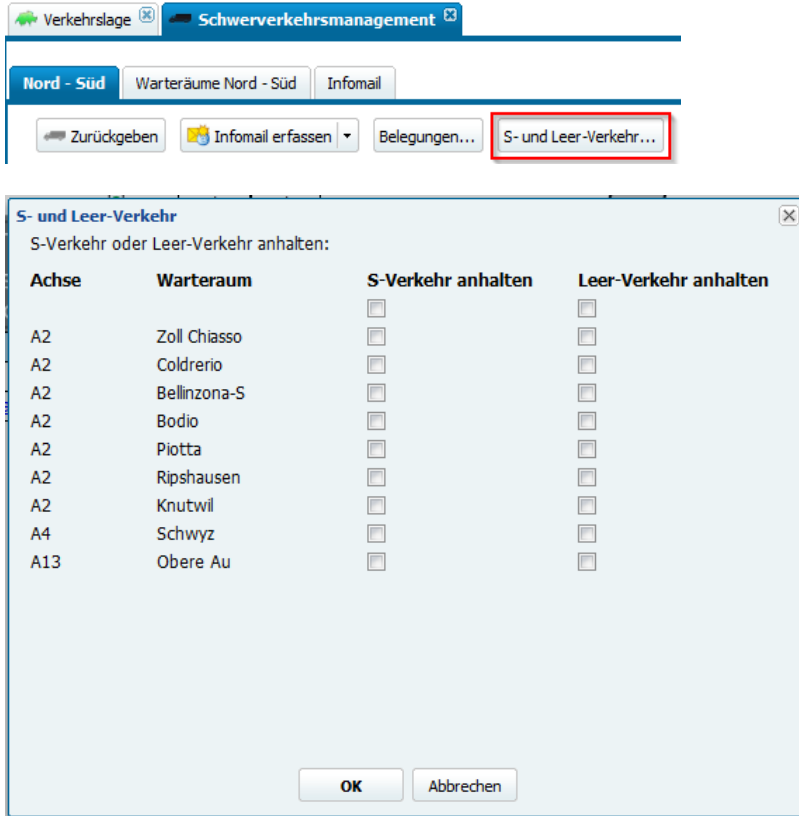 Verkehrslage Schwerverkehrsmanagement
Nord - Süd Warteräume Nord - Süd Infomail
Zurückgeben Infomail erfassen Belegungen... S- und Leer-Verkehr...
S- und Leer-Verkehr
S-Verkehr oder Leer-Verkehr anhalten:
Achse Warteraum S-Verkehr anhalten Leer-Verkehr anhalten
A2 Zoll Chiasso
A2 Coldrerio
A2 Bellinzona-S
A2 Bodio
A2 Piotta
A2 Ripshausen
A2 Knutwil
A4 Schwyz
A13 Obere Au
OK Abbrechen